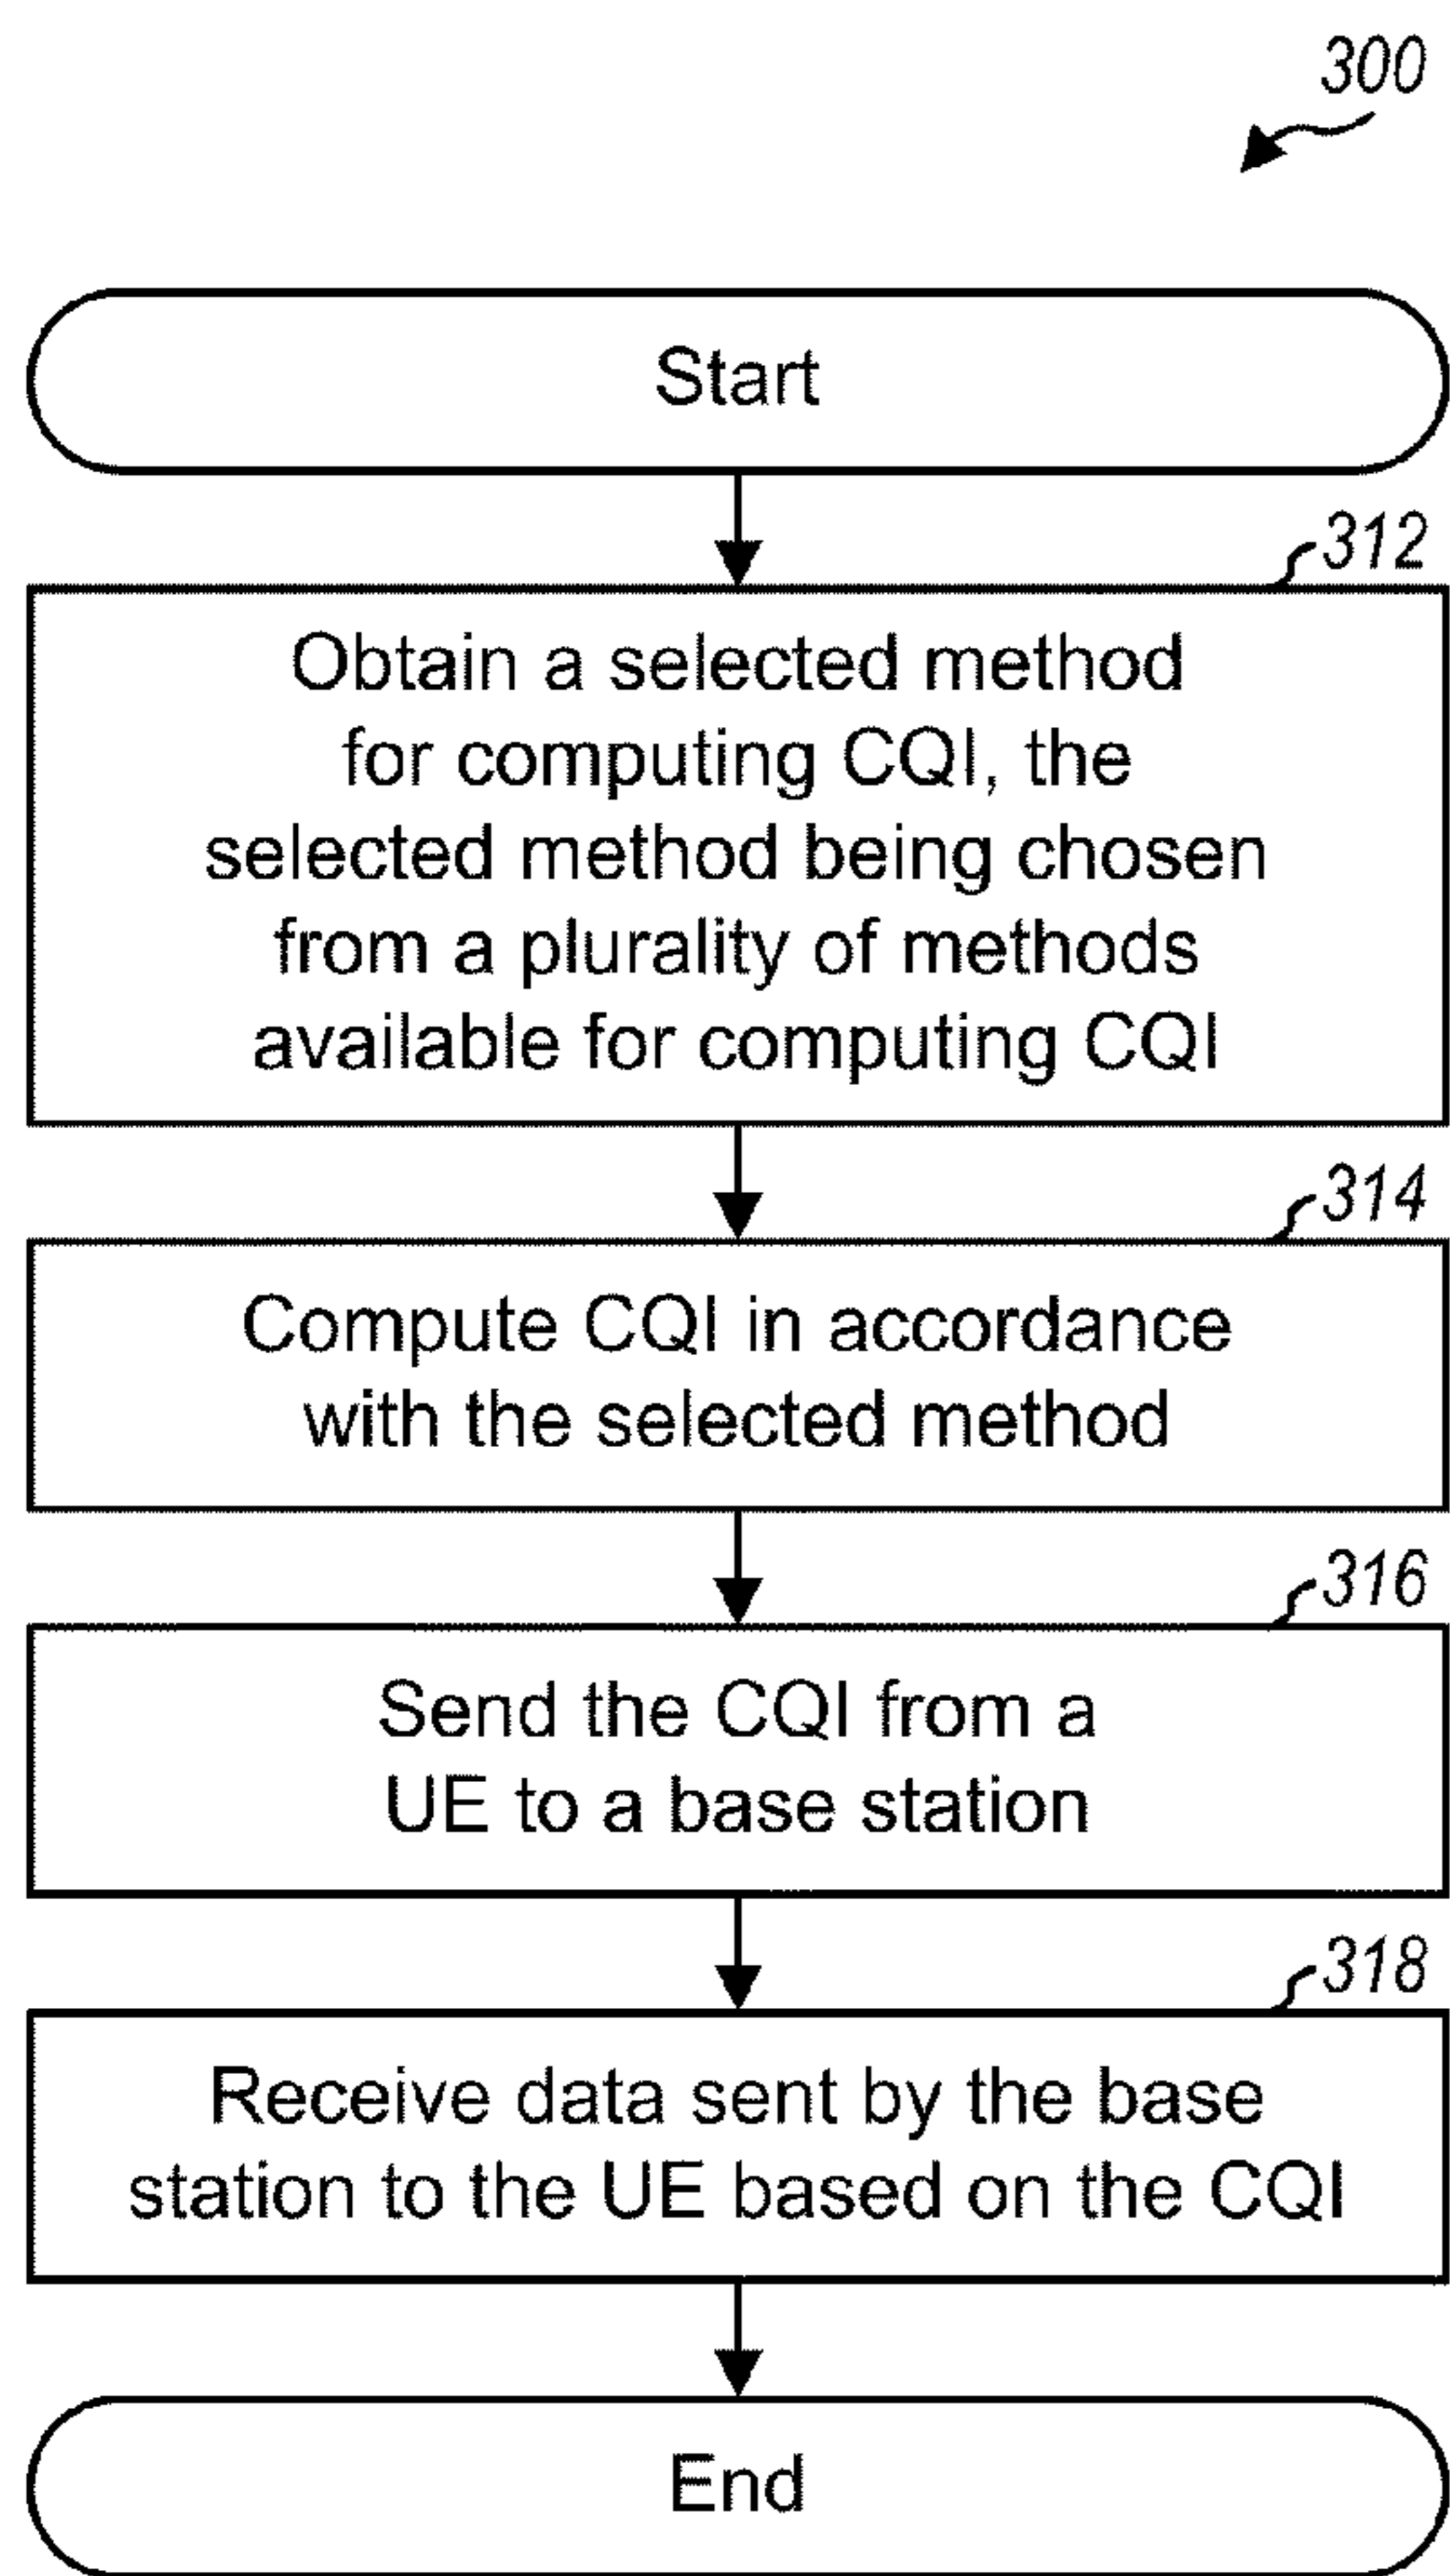 300
Start
312
Obtain a selected method
for computing CQI, the
selected method being chosen
from a plurality of methods
available for computing CQI
314
Compute CQI in accordance
with the selected method
316
Send the CQI from a
UE to a base station
318
Receive data sent by the base
station to the UE based on the CQI
End